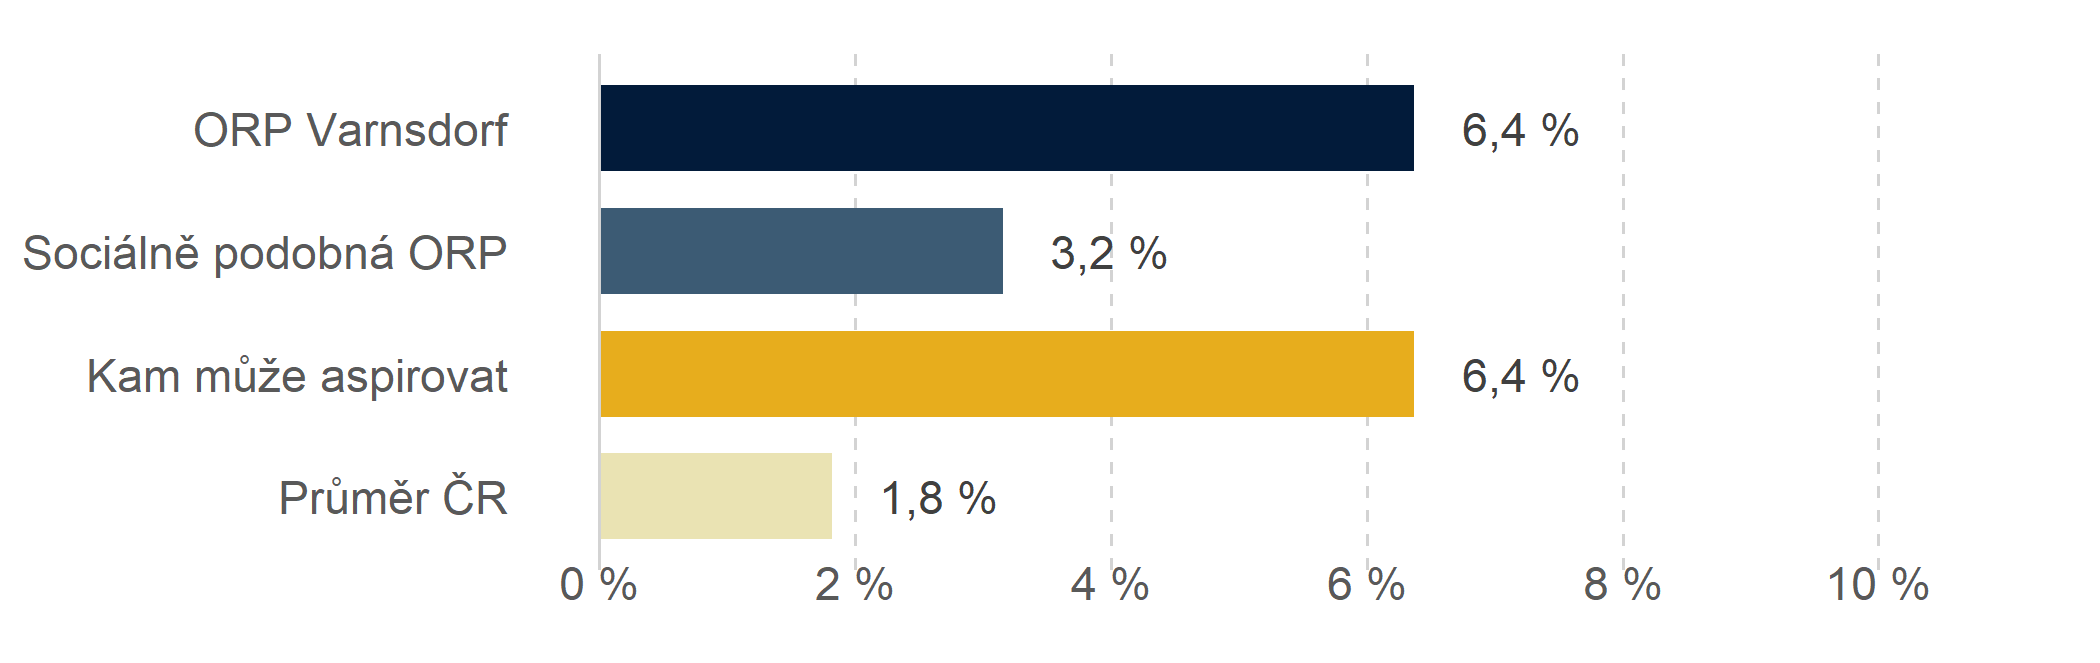 ORP Varnsdorf 6,4 %
Sociálně podobná ORP 3,2 %
Kam může aspirovat 6,4 %
Průměr ČR 1,8 %
0 % 2 % 4 % 6 % 8 % 10 %